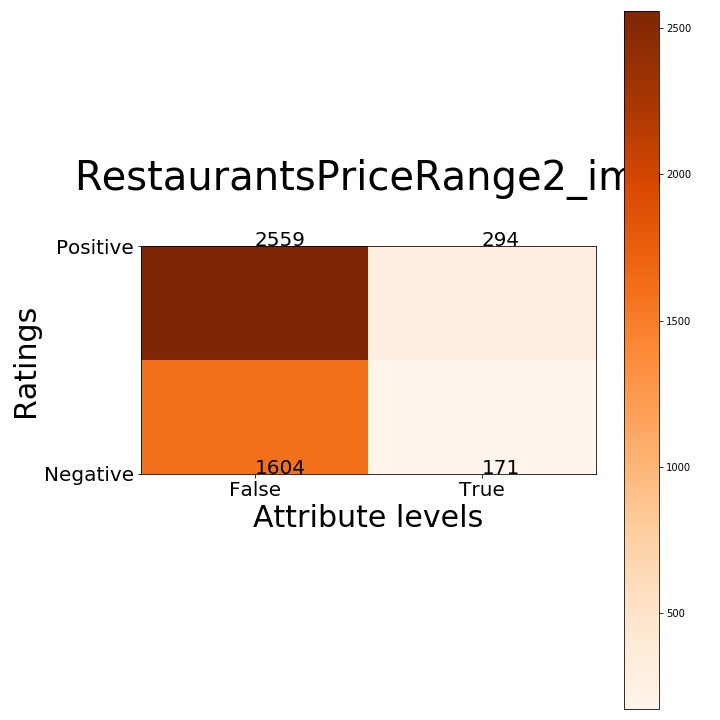 RestaurantsPriceRange2_im
2559 294
Positive
Ratings
1604 171
Negative
False True
Attribute levels
2500
2000
1500
1000
500